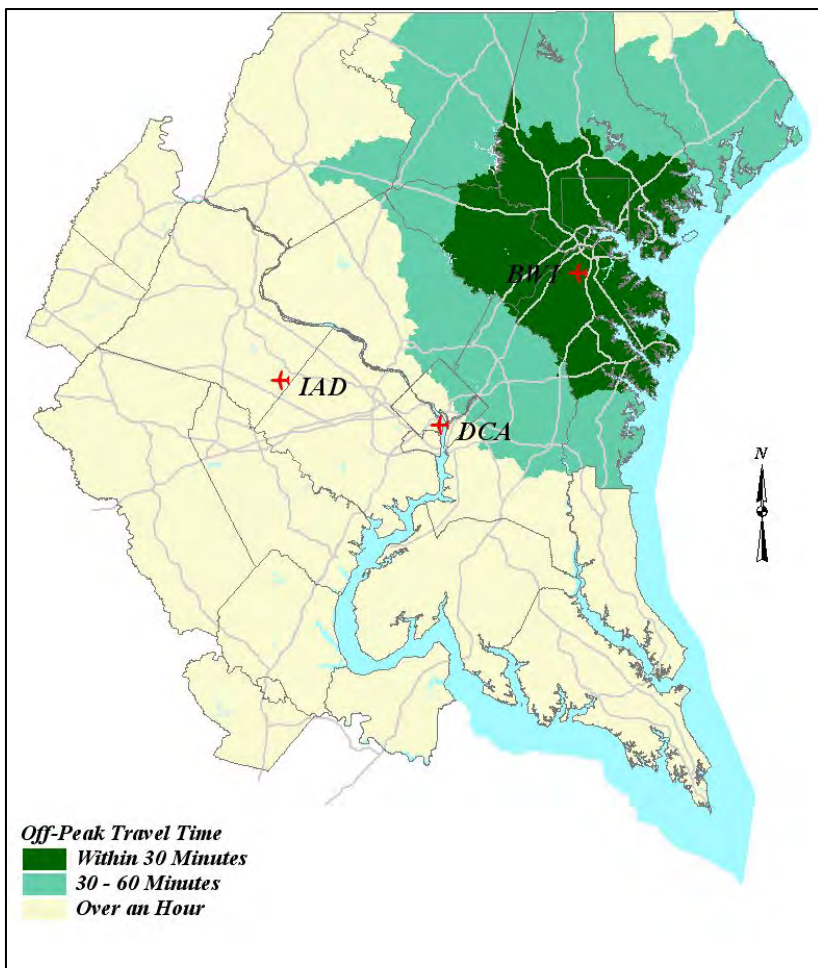 BWI
IAD
DCA
N
Off-Peak Travel Time
Within 30 Minutes
30 - 60 Minutes
Over an Hour